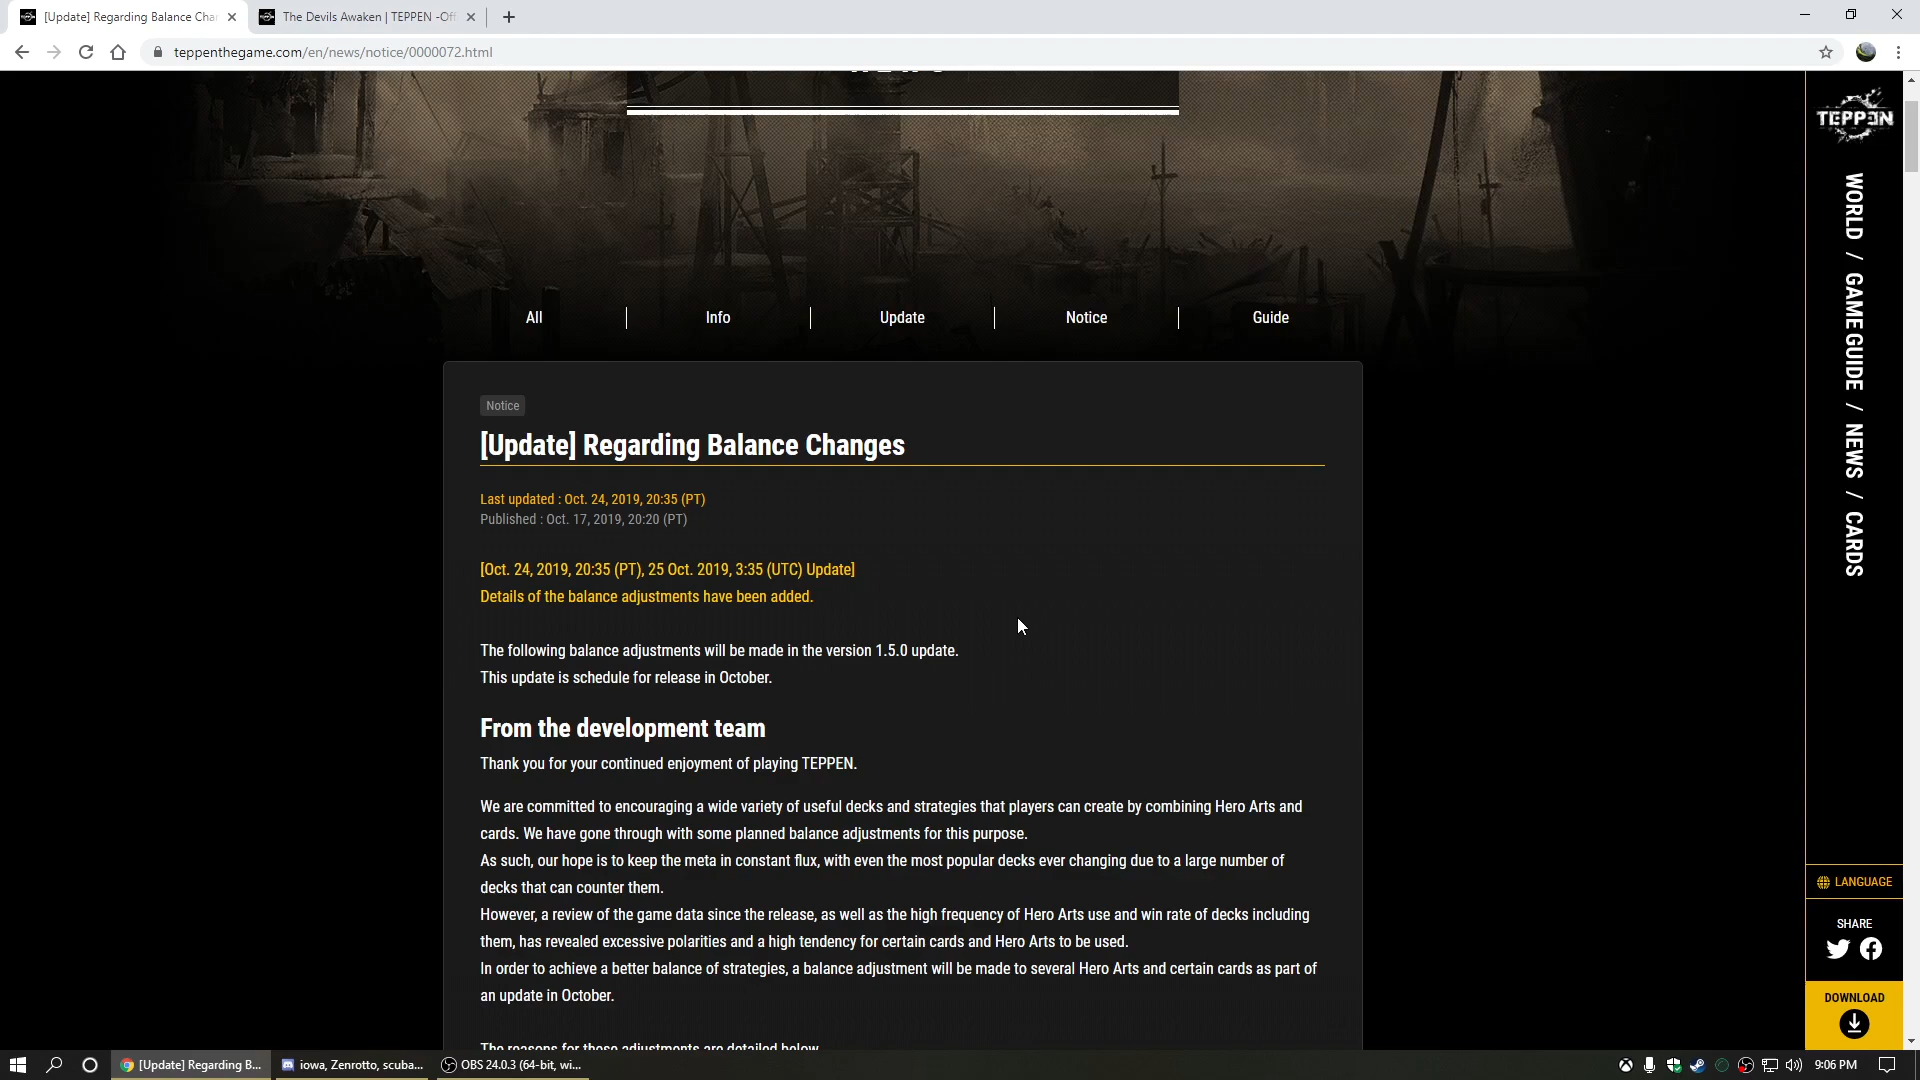 [Update] Regarding Balance Cha
The Devils Awaken | TEPPEN -Off
teppenthegame.com/en/news/notice/0000072.html
TEPPEN
WORLD / GAME GUIDE / NEWS / CARDS
All
Info
Update
Notice
Guide
Notice
[Update] Regarding Balance Changes
Last updated : Oct. 24, 2019, 20:35 (PT)
Published : Oct. 17, 2019, 20:20 (PT)
[Oct. 24, 2019, 20:35 (PT), 25 Oct. 2019, 3:35 (UTC) Update]
Details of the balance adjustments have been added.
The following balance adjustments will be made in the version 1.5.0 update.
This update is schedule for release in October.
From the development team
Thank you for your continued enjoyment of playing TEPPEN.
We are committed to encouraging a wide variety of useful decks and strategies that players can create by combining Hero Arts and
cards. We have gone through with some planned balance adjustments for this purpose.
As such, our hope is to keep the meta in constant flux, with even the most popular decks ever changing due to a large number of
decks that can counter them.
However, a review of the game data since the release, as well as the high frequency of Hero Arts use and win rate of decks including
them, has revealed excessive polarities and a high tendency for certain cards and Hero Arts to be used.
In order to achieve a better balance of strategies, a balance adjustment will be made to several Hero Arts and certain cards as part of
an update in October.
The reasons for these adjustments are detailed below.
LANGUAGE
SHARE
DOWNLOAD
[Update] Regarding B...
iowa, Zenrotto, scuba...
OBS 24.0.3 (64-bit, wi...
9:06 PM